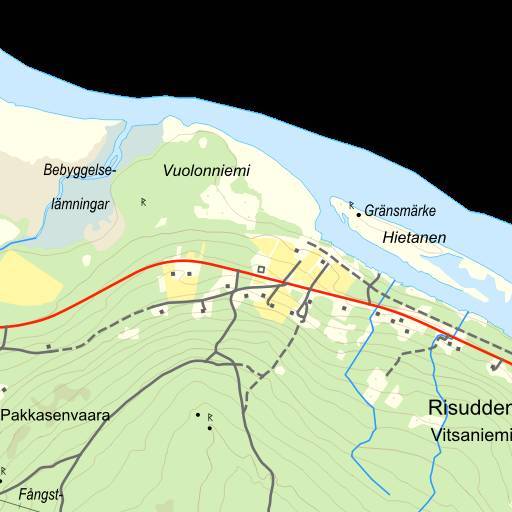 Bebyggelse-
lämningar
Vuolonniemi
R
R
Gränsmärke
Hietanen
Pakkasenvaara
R
Risudden
Vitsaniemi
R
Fångst-